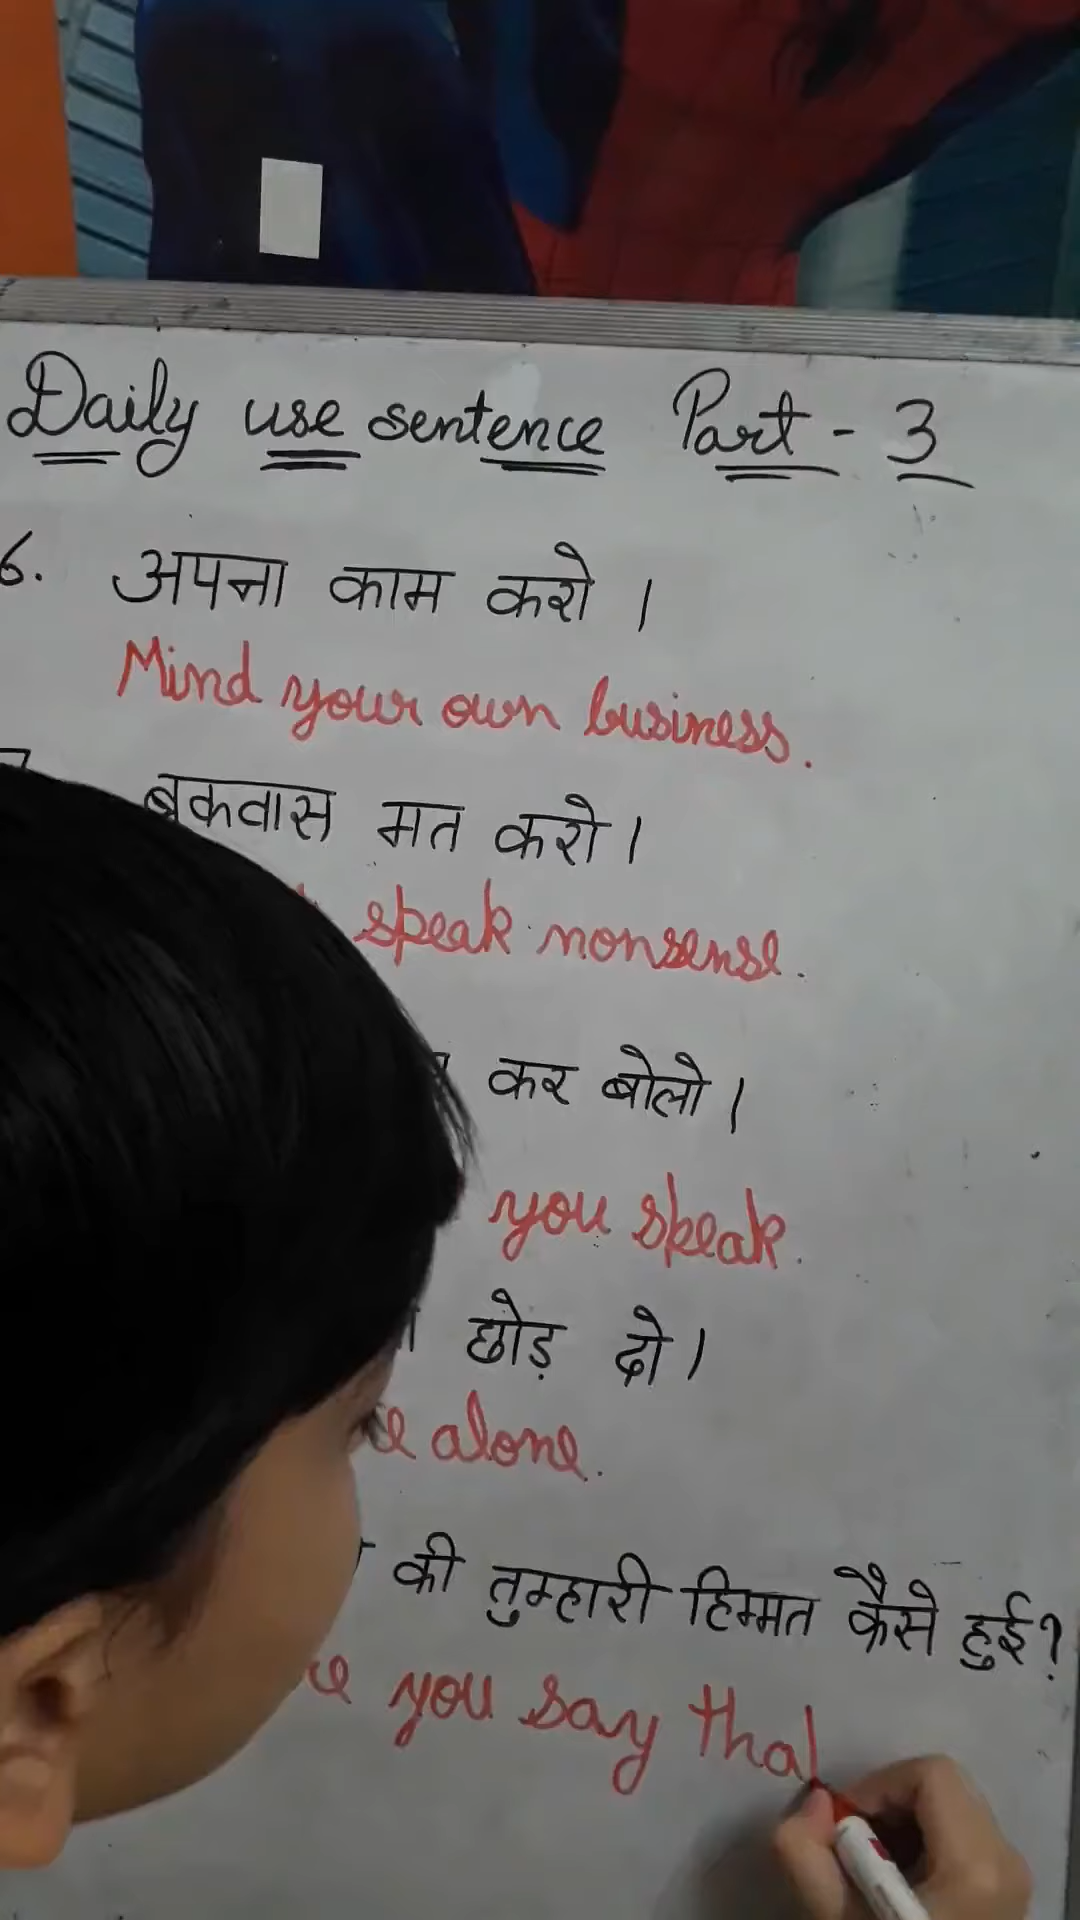 Daily use sentence Part - 3
6. अपना काम करो ।
Mind your own business.
बकवास मत करो ।
speak nonsense.
कर बोलो ।
you speak.
छोड़ दो ।
alone.
की तुम्हारी हिम्मत कैसे हुई?
you say that